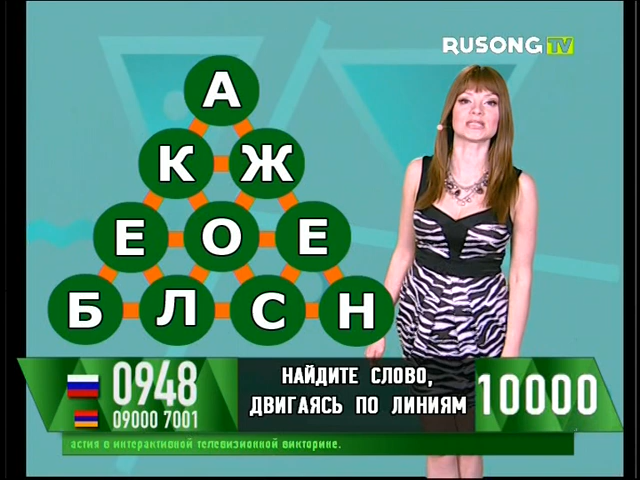 RUSONG TV
А
К Ж
Е О Е
Б Л С Н
0948
09000 7001
НАЙДИТЕ СЛОВО,
ДВИГАЯСЬ ПО ЛИНИЯМ
10000
астия в интерактивной телевизионной викторине.